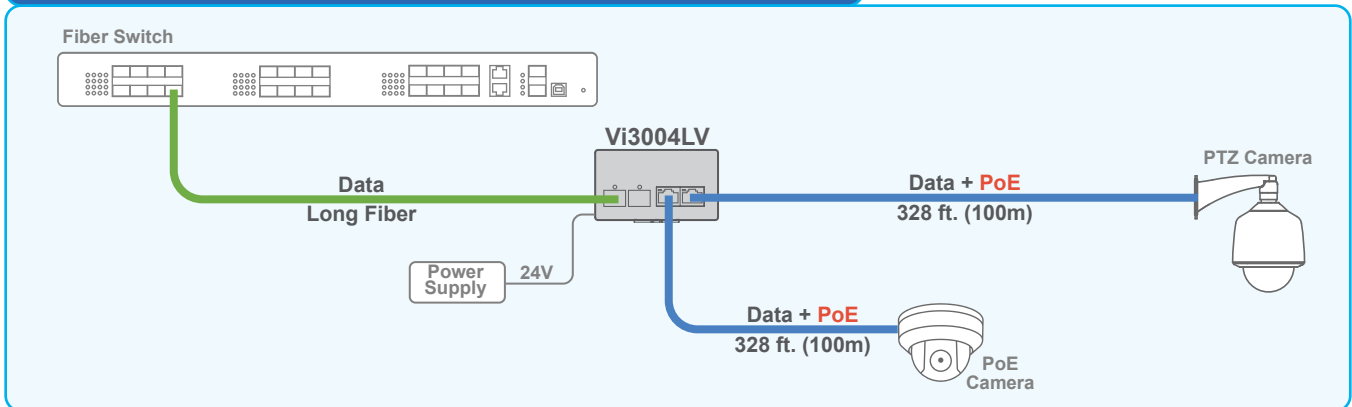 Fiber Switch
Vi3004LV
PTZ Camera
Data
Long Fiber
Data + PoE
328 ft. (100m)
Power
Supply
24V
Data + PoE
328 ft. (100m)
PoE
Camera